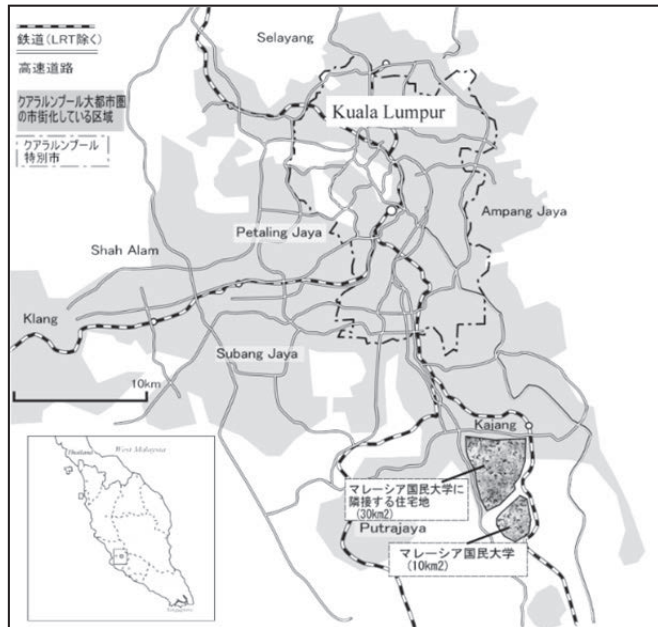 鉄道(LRT除く)
高速道路
クアラルンプール大都市圏
の市街化している区域
クアラルンプール
特別市
Selayang
Kuala Lumpur
Ampang Jaya
Petaling Jaya
Shah Alam
Klang
Subang Jaya
10km
Kajang
マレーシア国民大学に
隣接する住宅地
(30km2)
Putrajaya
マレーシア国民大学
(10km2)
Thailand
West Malaysia
Singapore